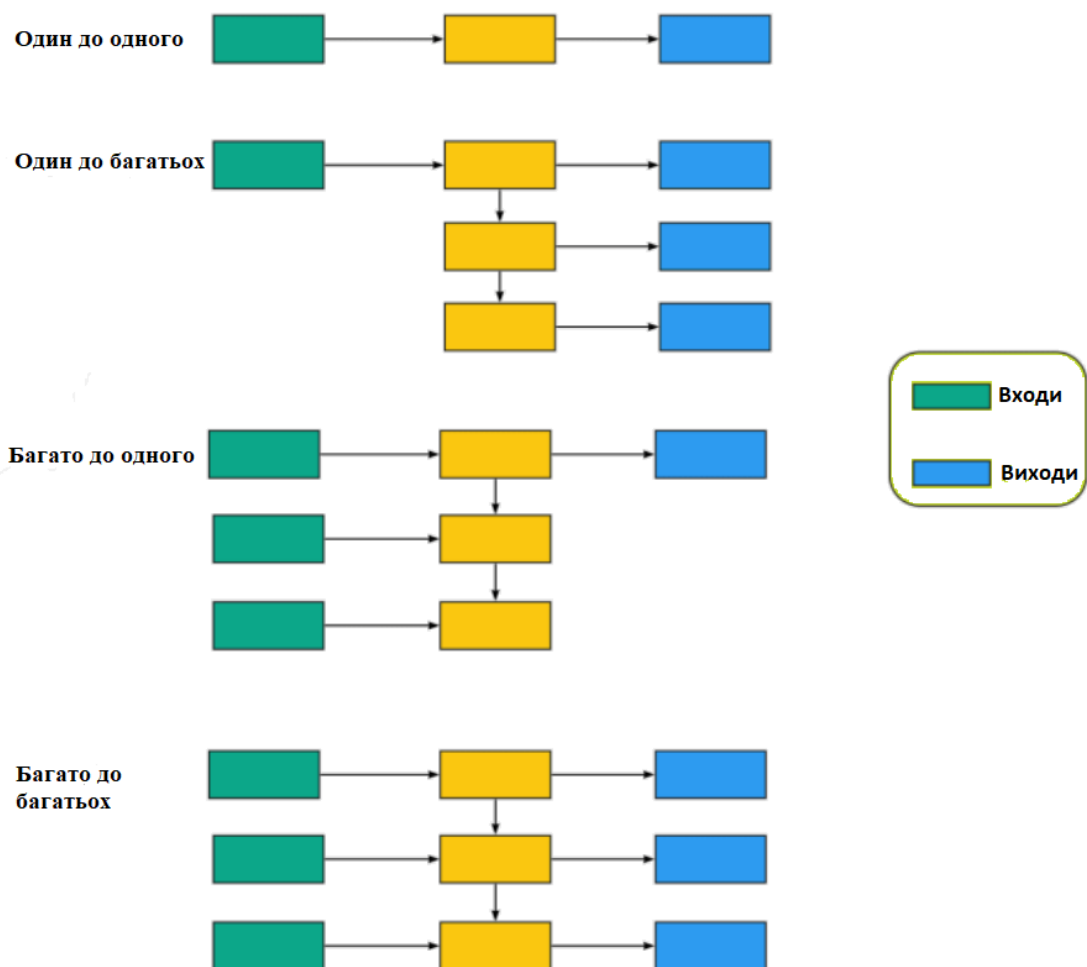 Один до одного
Один до багатьох
Входи
Багато до одного
Виходи
Багато до
багатьох